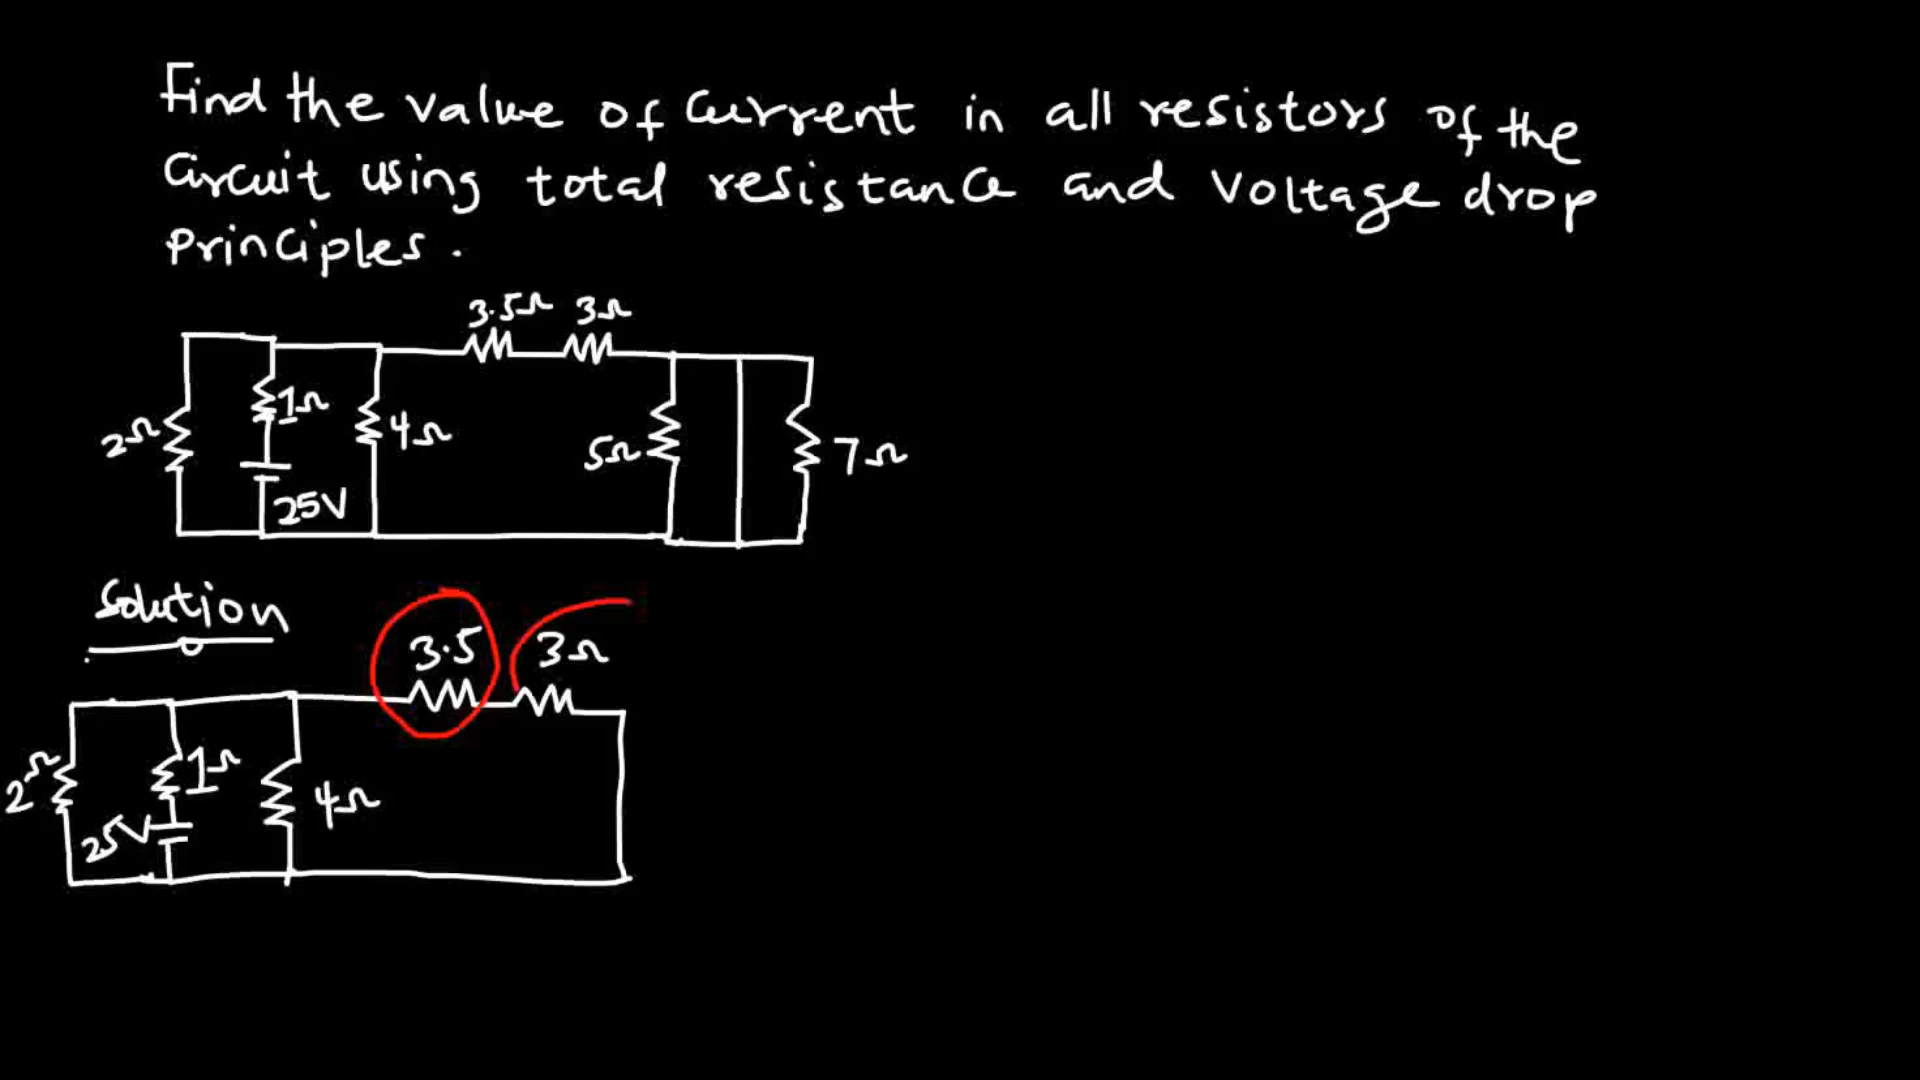 Find the value of current in all resistors of the
circuit using total resistance and voltage drop
principles.
3.5Ω 3Ω
2Ω 1Ω 4Ω 5Ω 7Ω
25V
Solution
3.5 3Ω
2Ω 1Ω 4Ω
25V